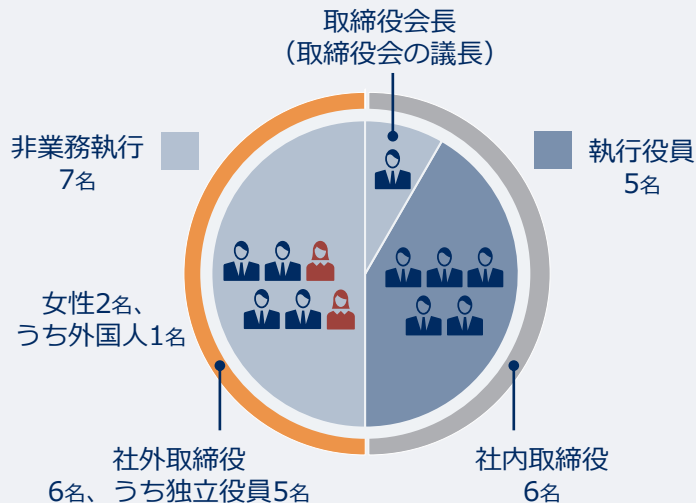 取締役会長
（取締役会の議長）
非業務執行
7名
執行役員
5名
女性2名、
うち外国人1名
社外取締役
6名、うち独立役員5名
社内取締役
6名